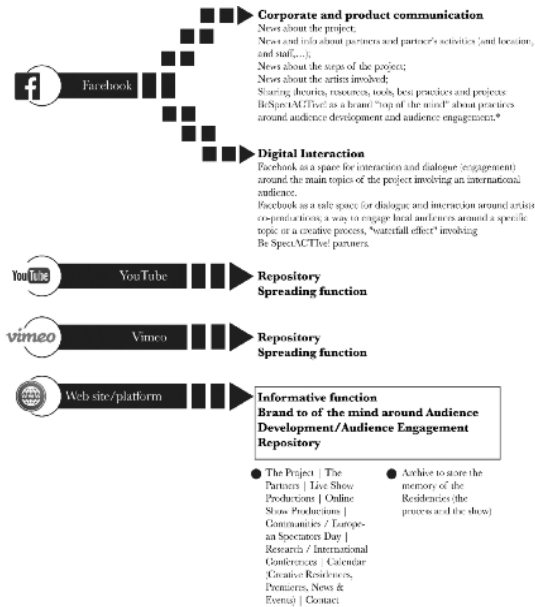 Corporate and product communication
News about the project;
News and info about partners and partner's activities (and location,
and staff,...);
News about the steps of the project;
News about the artists involved;
Sharing theories, resources, tools, best practices and projects
BeSpectACTive! as a brand "top of the mind" about practices
around audience development and audience engagement.*
Facebook
Digital Interaction
Facebook as a space for interaction and dialogue (engagement)
around the main topics of the project involving an international
audience.
Facebook as a safe space for dialogue and interaction around artists
co-productions; a way to engage local audiences around a specific
topic or a creative process, "waterfall effect" involving
Be SpectACTIve! partners.
YouTube
YouTube
Repository
Spreading function
vimeo
Vimeo
Repository
Spreading function
WWW
Web site/platform
Informative function
Brand to of the mind around Audience
Development/Audience Engagement
Repository
The Project | The
Partners | Live Show
Productions | Online
Show Productions |
Communities / Europe-
an Spectators Day |
Research / International
Conferences | Calendar
(Creative Residences,
Premieres, News &
Events) | Contact
Archive to store the
memory of the
Residencies (the
process and the show)